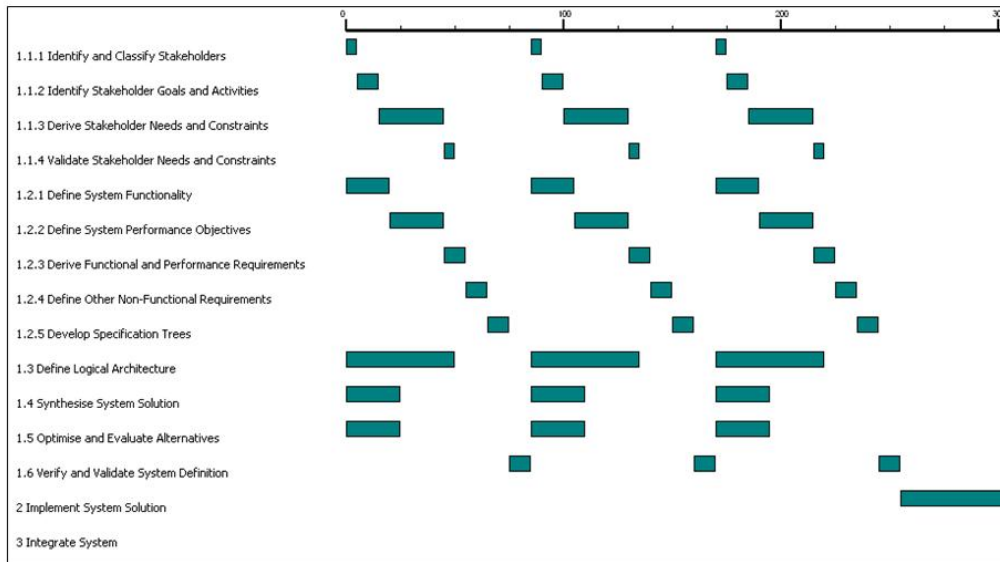 0 100 200 300
1.1.1 Identify and Classify Stakeholders
1.1.2 Identify Stakeholder Goals and Activities
1.1.3 Derive Stakeholder Needs and Constraints
1.1.4 Validate Stakeholder Needs and Constraints
1.2.1 Define System Functionality
1.2.2 Define System Performance Objectives
1.2.3 Derive Functional and Performance Requirements
1.2.4 Define Other Non-Functional Requirements
1.2.5 Develop Specification Trees
1.3 Define Logical Architecture
1.4 Synthesise System Solution
1.5 Optimise and Evaluate Alternatives
1.6 Verify and Validate System Definition
2 Implement System Solution
3 Integrate System